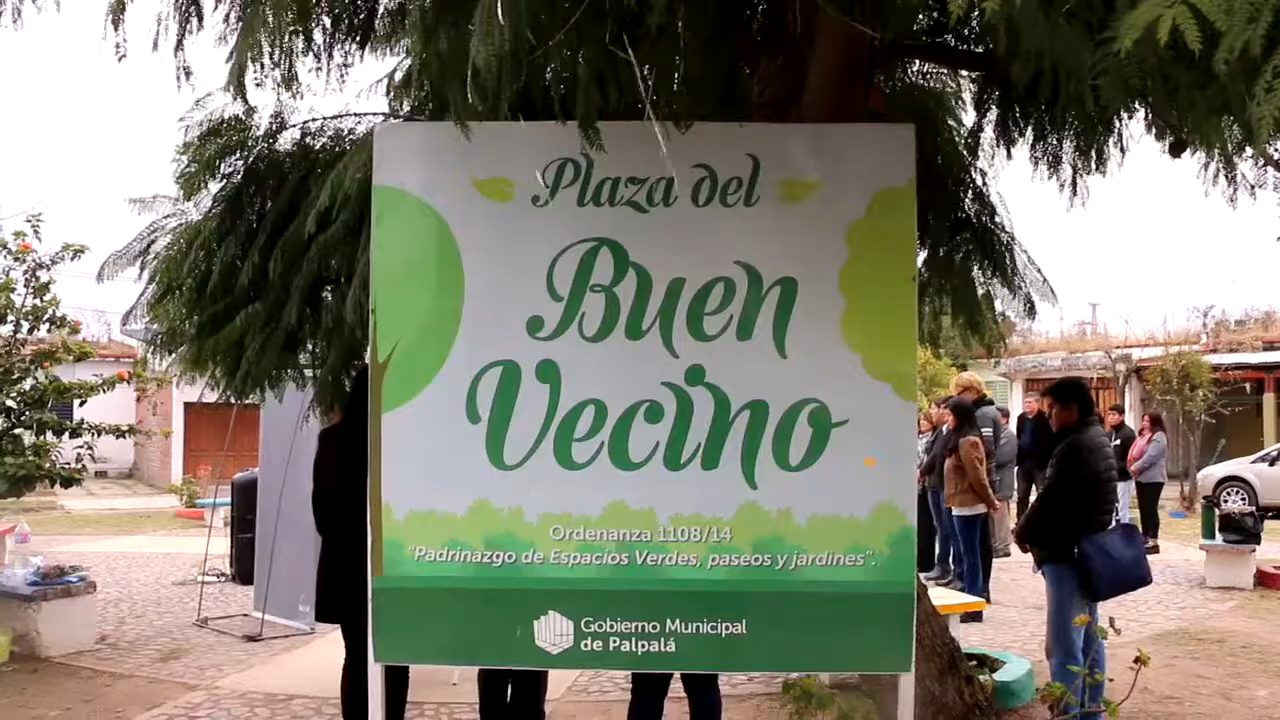 Plaza del
Buen
Vecino
Ordenanza 1108/14
"Padrinazgo de Espacios Verdes, paseos y jardines".
Gobierno Municipal
de Palpalá